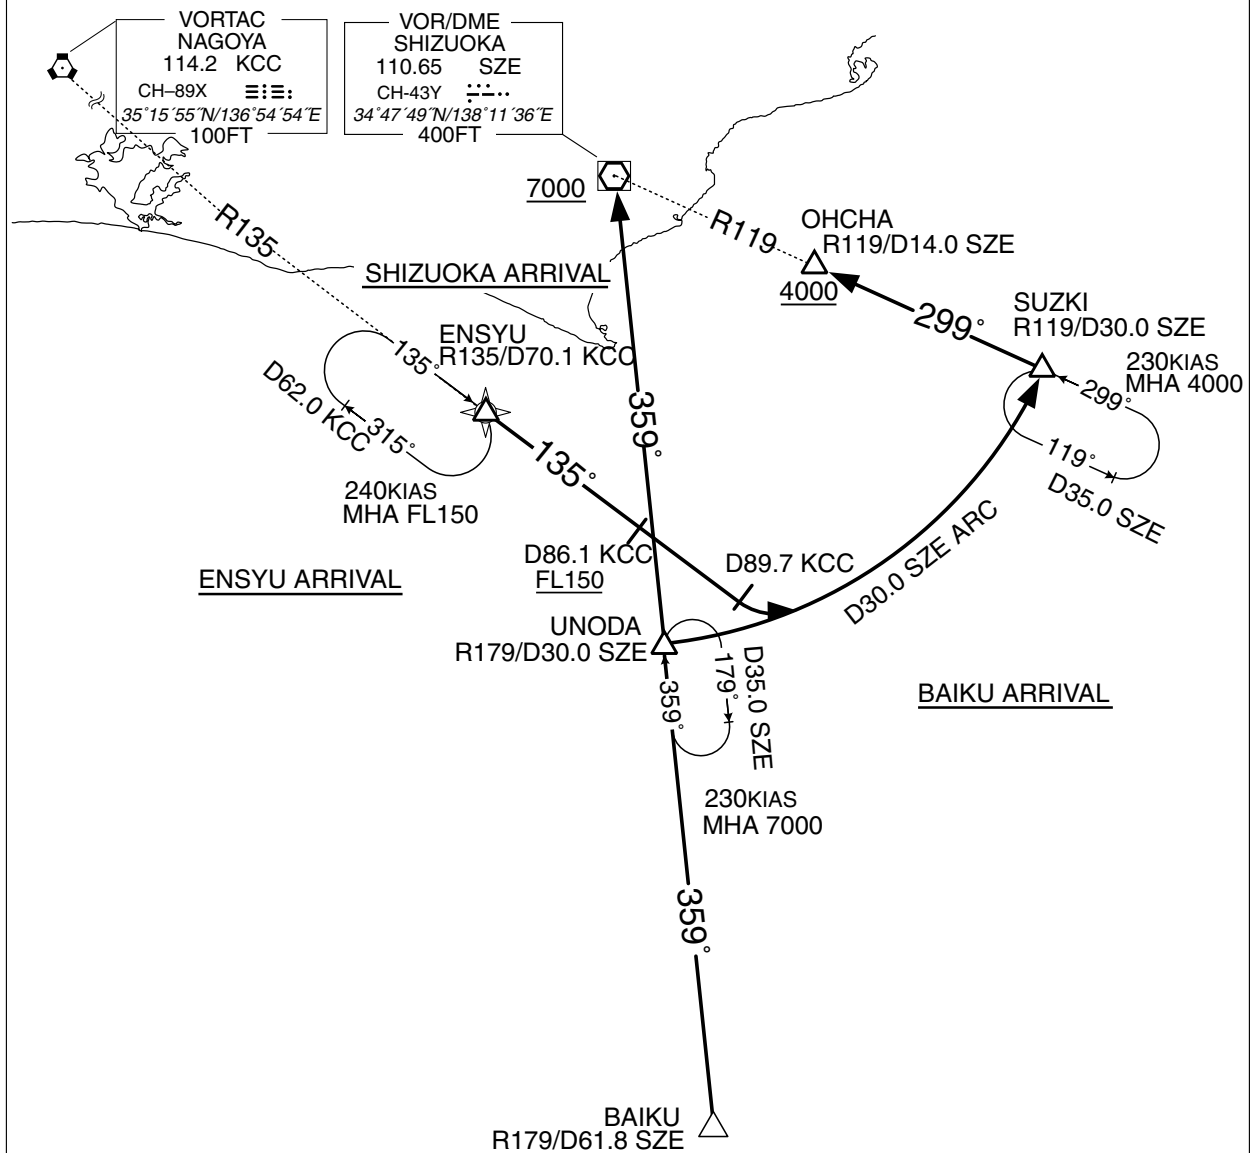 VORTAC
NAGOYA
114.2 KCC
CH–89X
35°15´55˝N/136°54´54˝E
100FT
VOR/DME
SHIZUOKA
110.65 SZE
CH-43Y
34°47´49˝N/138°11´36˝E
400FT
7000
R135
R119
OHCHA
R119/D14.0 SZE
4000
SHIZUOKA ARRIVAL
299°
SUZKI
R119/D30.0 SZE
230KIAS
MHA 4000
299°
119°
D35.0 SZE
ENSYU
R135/D70.1 KCC
135°
D62.0 KCC
315°
240KIAS
MHA FL150
135°
359°
D86.1 KCC
FL150
D89.7 KCC
D30.0 SZE ARC
ENSYU ARRIVAL
UNODA
R179/D30.0 SZE
359°
179°
D35.0 SZE
BAIKU ARRIVAL
230KIAS
MHA 7000
359°
BAIKU
R179/D61.8 SZE